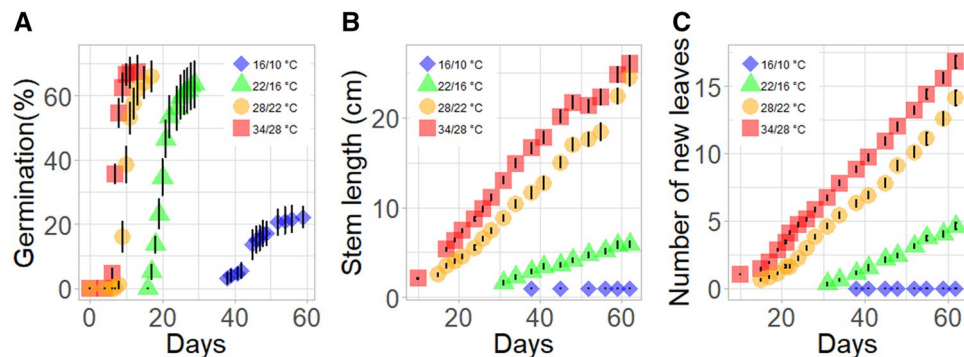 A
B
C
Germination(%)
60
40
20
0
0
20
40
60
Days
16/10 °C
22/16 °C
28/22 °C
34/28 °C
Stem length (cm)
20
10
0
20
40
60
Days
16/10 °C
22/16 °C
28/22 °C
34/28 °C
Number of new leaves
15
10
5
0
20
40
60
Days
16/10 °C
22/16 °C
28/22 °C
34/28 °C